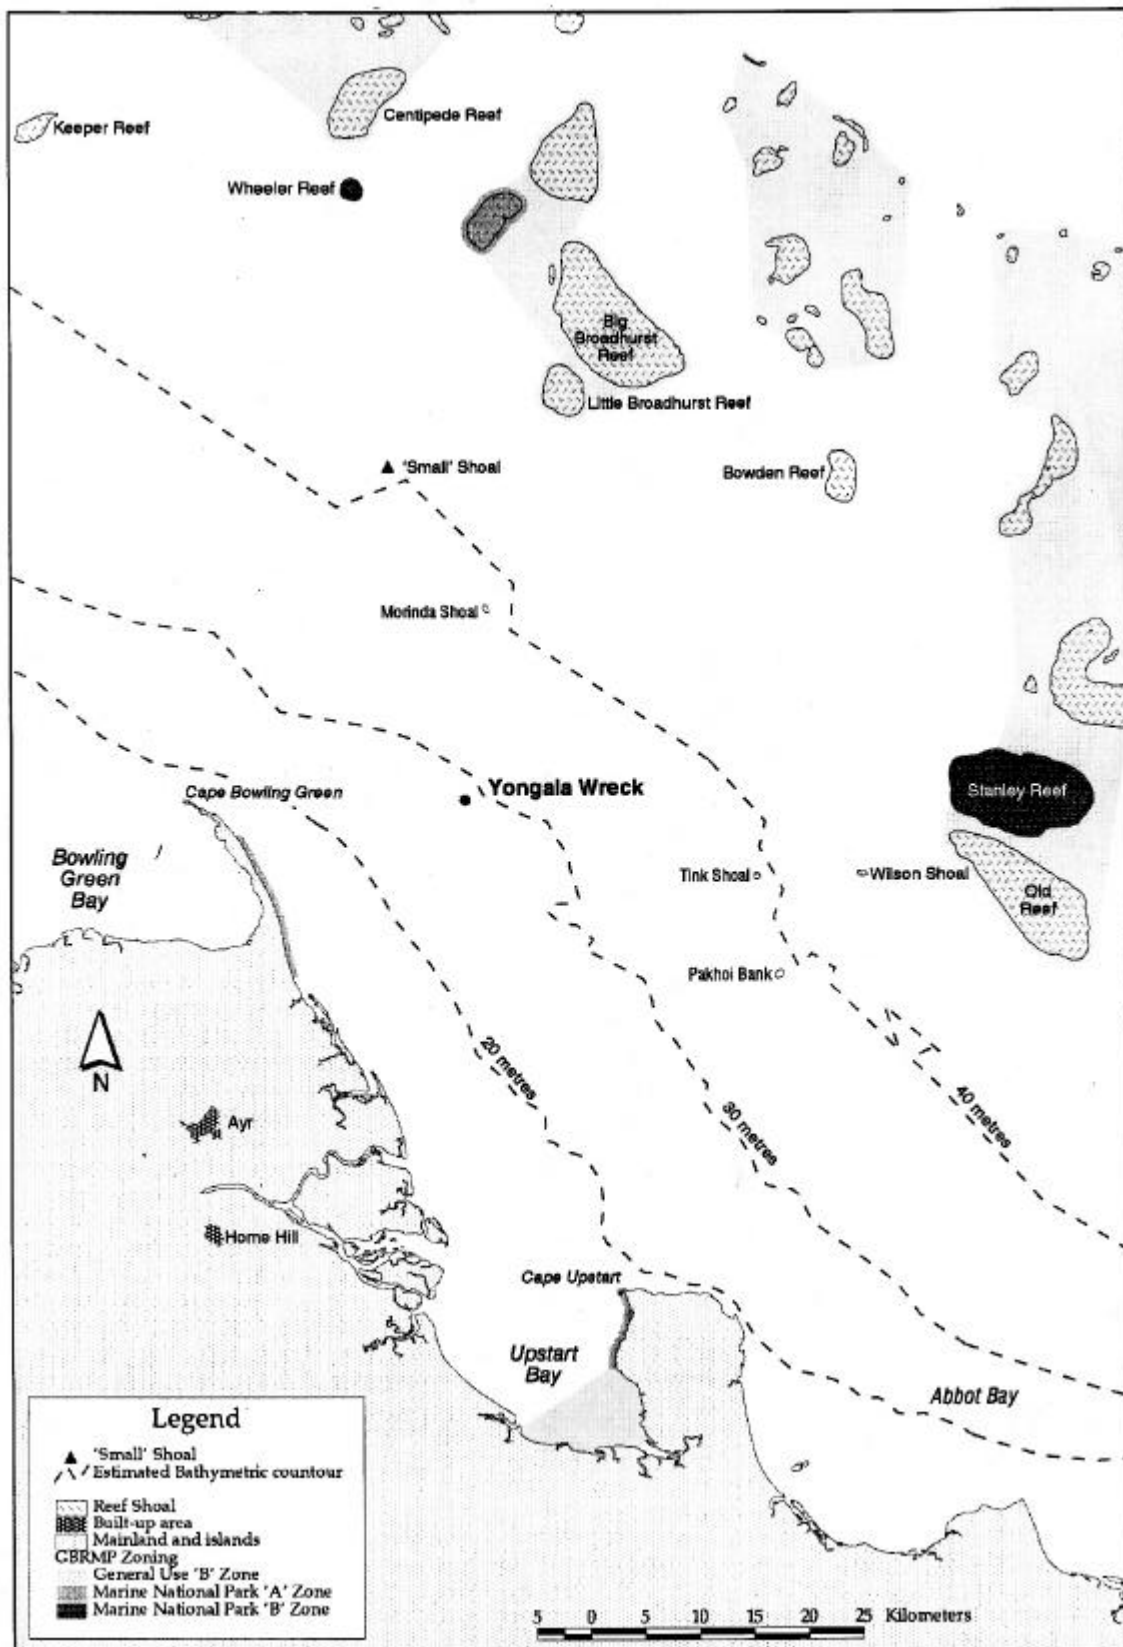 Keeper Reef
Centipede Reef
Wheeler Reef
Big
Broadhurst
Reef
Little Broadhurst Reef
'Small' Shoal
Bowden Reef
Morinda Shoal
Cape Bowling Green
Yongala Wreck
Stanley Reef
Bowling
Green
Bay
Tink Shoal
Wilson Shoal
Old
Reef
Pakhoi Bank
N
20 metres
30 metres
40 metres
Ayr
Home Hill
Cape Upstart
Upstart
Bay
Abbot Bay
Legend
'Small' Shoal
Estimated Bathymetric countour
Reef Shoal
Built-up area
Mainland and islands
GBRMP Zoning
General Use 'B' Zone
Marine National Park 'A' Zone
Marine National Park 'B' Zone
5 0 5 10 15 20 25 Kilometers